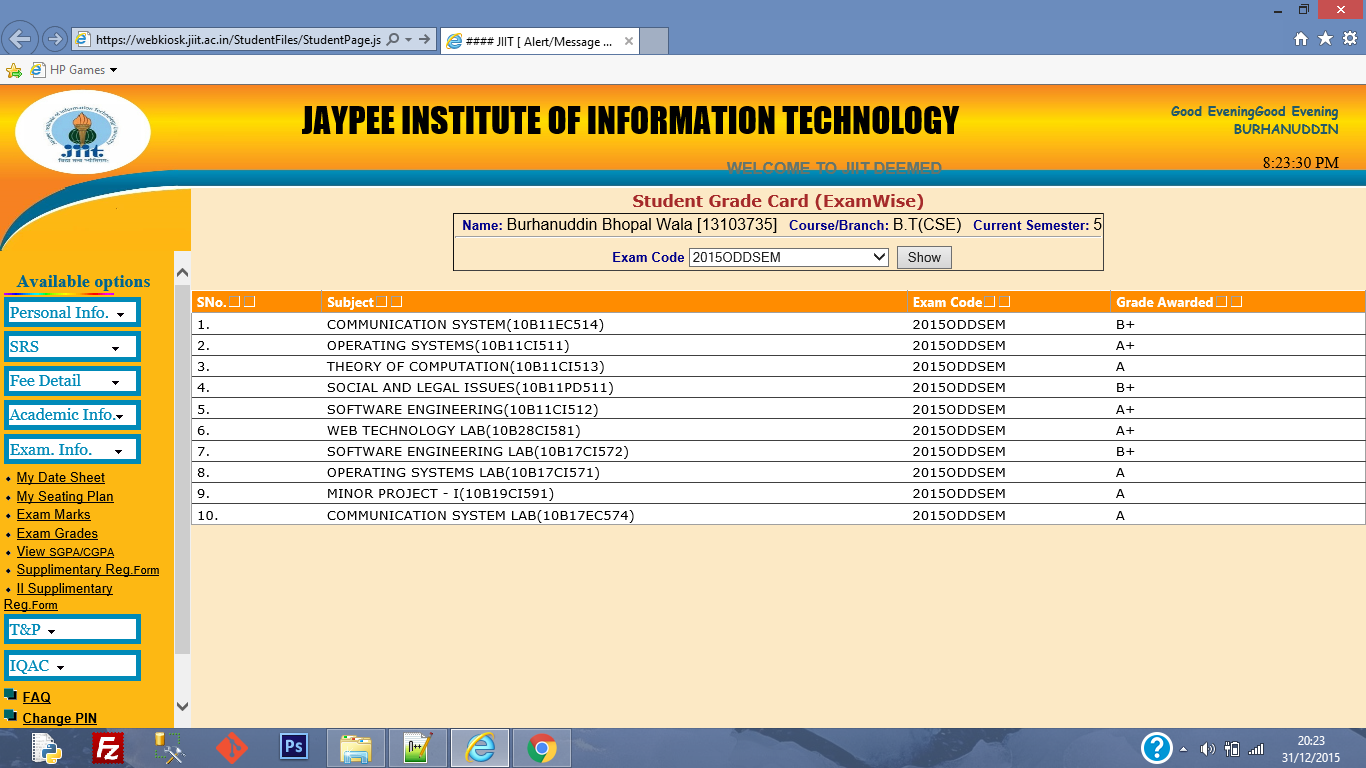 https://webkiosk.jiit.ac.in/StudentFiles/StudentPage.js
#### JIIT [ Alert/Message ...
HP Games
JIIT
JAYPEE INSTITUTE OF INFORMATION TECHNOLOGY
Good EveningGood Evening
BURHANUDDIN
WELCOME TO JIIT DEEMED
8:23:30 PM
Student Grade Card (ExamWise)
Name: Burhanuddin Bhopal Wala [13103735] Course/Branch: B.T(CSE) Current Semester: 5
Exam Code 2015ODDSEM Show
SNo. Subject Exam Code Grade Awarded
1. COMMUNICATION SYSTEM(10B11EC514) 2015ODDSEM B+
2. OPERATING SYSTEMS(10B11CI511) 2015ODDSEM A+
3. THEORY OF COMPUTATION(10B11CI513) 2015ODDSEM A
4. SOCIAL AND LEGAL ISSUES(10B11PD511) 2015ODDSEM B+
5. SOFTWARE ENGINEERING(10B11CI512) 2015ODDSEM A+
6. WEB TECHNOLOGY LAB(10B28CI581) 2015ODDSEM A+
7. SOFTWARE ENGINEERING LAB(10B17CI572) 2015ODDSEM B+
8. OPERATING SYSTEMS LAB(10B17CI571) 2015ODDSEM A
9. MINOR PROJECT - I(10B19CI591) 2015ODDSEM A
10. COMMUNICATION SYSTEM LAB(10B17EC574) 2015ODDSEM A
Available options
Personal Info.
SRS
Fee Detail
Academic Info.
Exam. Info.
My Date Sheet
My Seating Plan
Exam Marks
Exam Grades
View SGPA/CGPA
Supplimentary Reg.Form
II Supplimentary
Reg.Form
T&P
IQAC
FAQ
Change PIN
Fz
Ps
20:23
31/12/2015